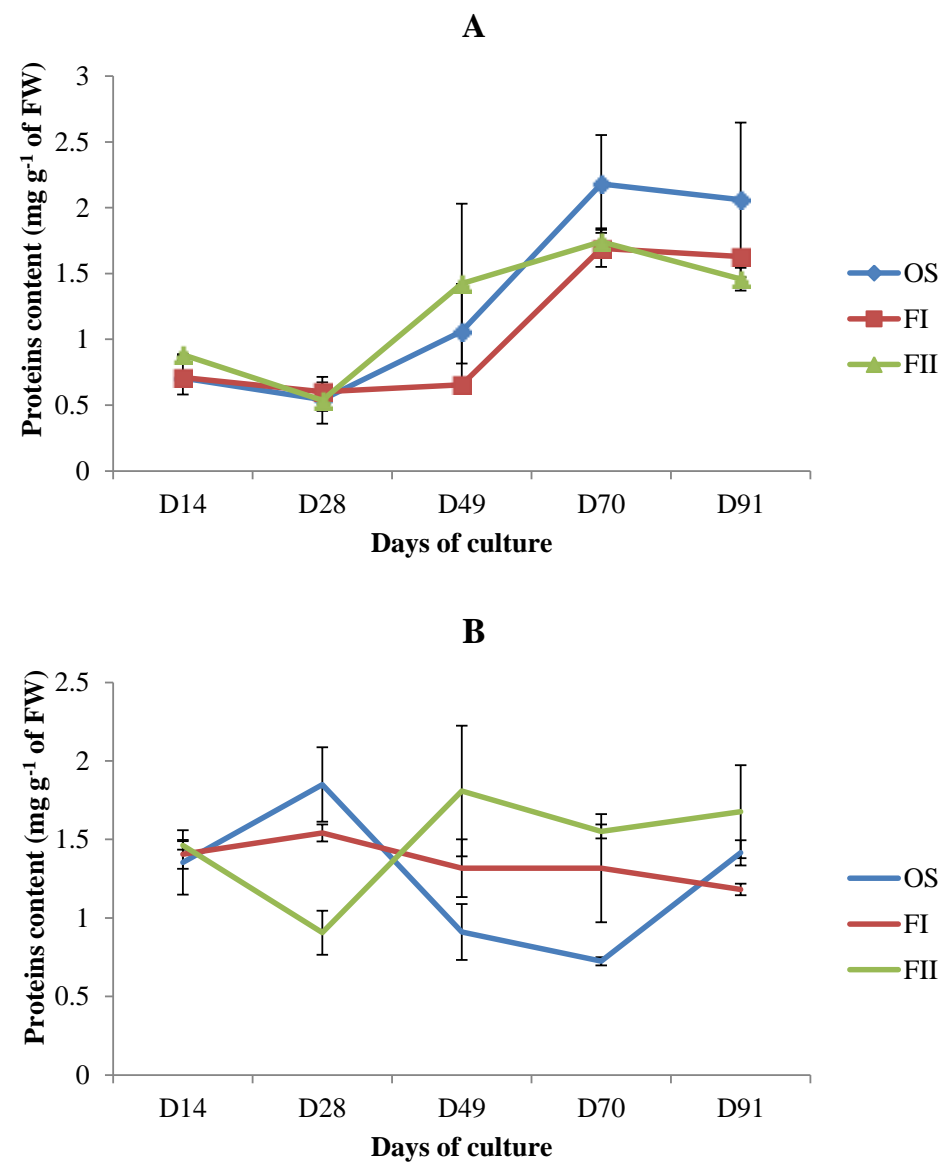 A
Proteins content (mg g⁻¹ of FW)
3
2.5
2
1.5
1
0.5
0
D14 D28 D49 D70 D91
Days of culture
OS
FI
FII
B
Proteins content (mg g⁻¹ of FW)
2.5
2
1.5
1
0.5
0
D14 D28 D49 D70 D91
Days of culture
OS
FI
FII